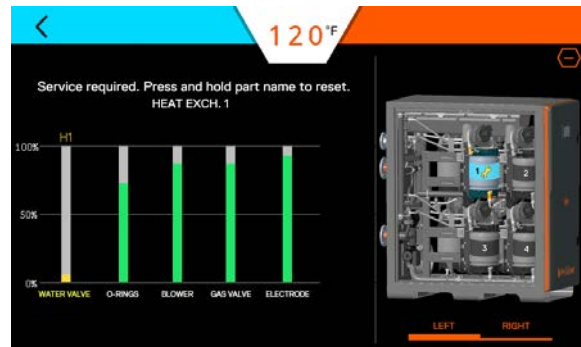 120°F
Service required. Press and hold part name to reset.
HEAT EXCH. 1
H1
100%
50%
0%
WATER VALVE O-RINGS BLOWER GAS VALVE ELECTRODE
1
2
3
4
LEFT RIGHT